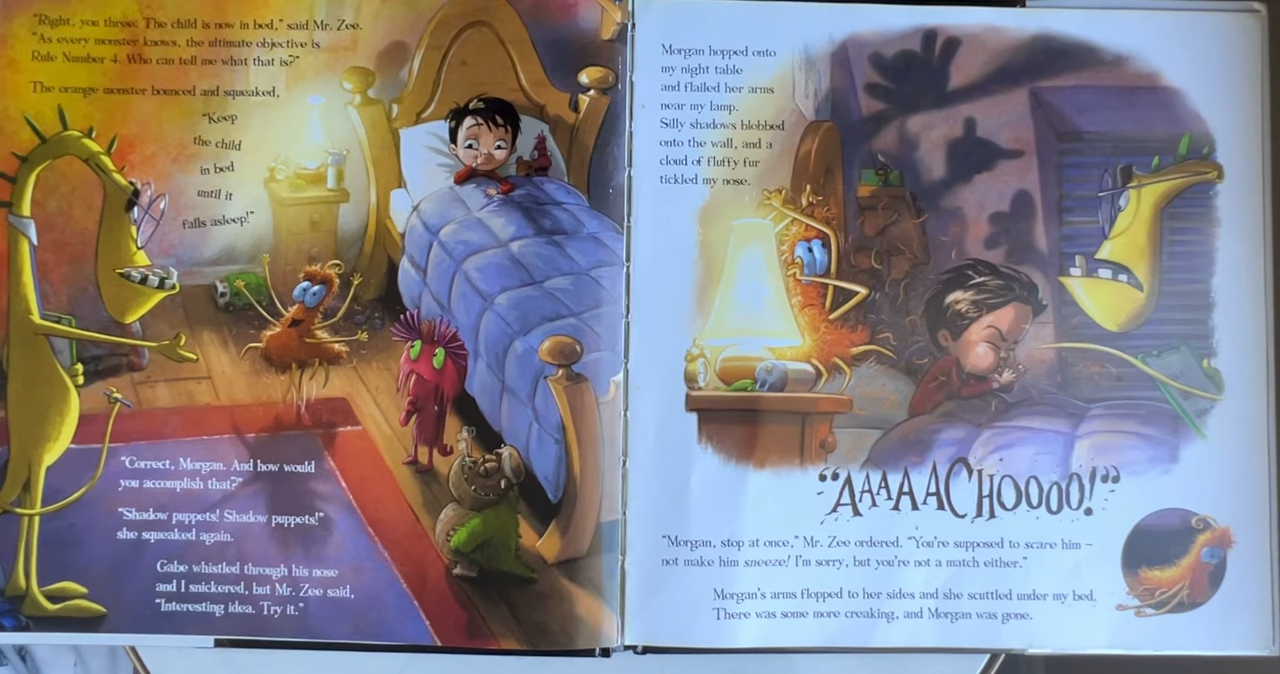 "Right, you three: The child is now in bed," said Mr. Zee.
"As every monster knows, the ultimate objective is
Rule Number 4. Who can tell me what that is?"
The orange monster bounced and squeaked,
"Keep
the child
in bed
until it
falls asleep!"
"Correct, Morgan. And how would
you accomplish that?"
"Shadow puppets! Shadow puppets!"
she squeaked again.
Gabe whistled through his nose
and I snickered, but Mr. Zee said,
"Interesting idea. Try it."
Morgan hopped onto
my night table
and flailed her arms
near my lamp.
Silly shadows blobbed
onto the wall, and a
cloud of fluffy fur
tickled my nose.
"AAAAACHOOOO!"
"Morgan, stop at once," Mr. Zee ordered. "You're supposed to scare him –
not make him sneeze! I'm sorry, but you're not a match either."
Morgan's arms flopped to her sides and she scuttled under my bed.
There was some more creaking, and Morgan was gone.